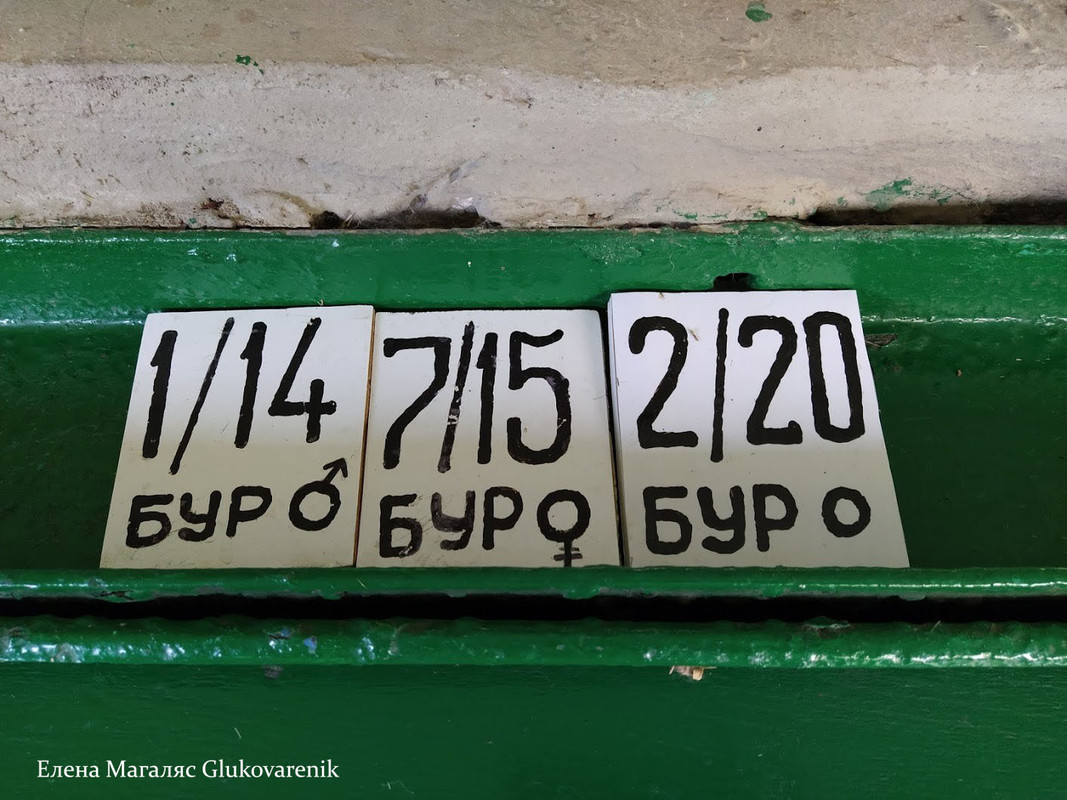 1/14
БУР ♂
7/15
БУР ♀
2/20
БУР О
Елена Магаляс Glukovarenik